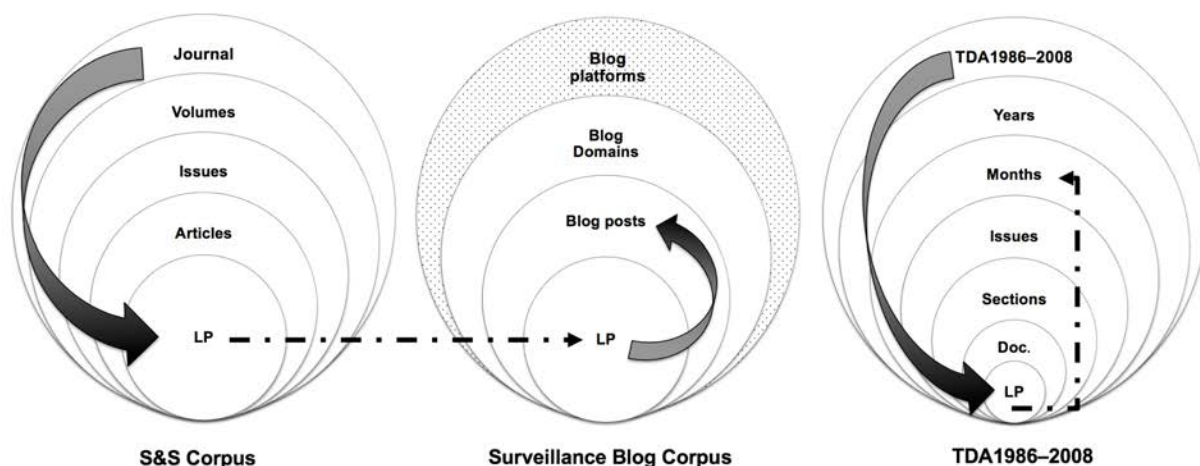 Journal
Volumes
Issues
Articles
LP
S&S Corpus
Blog
platforms
Blog
Domains
Blog posts
LP
Surveillance Blog Corpus
TDA1986–2008
Years
Months
Issues
Sections
Doc.
LP
TDA1986–2008